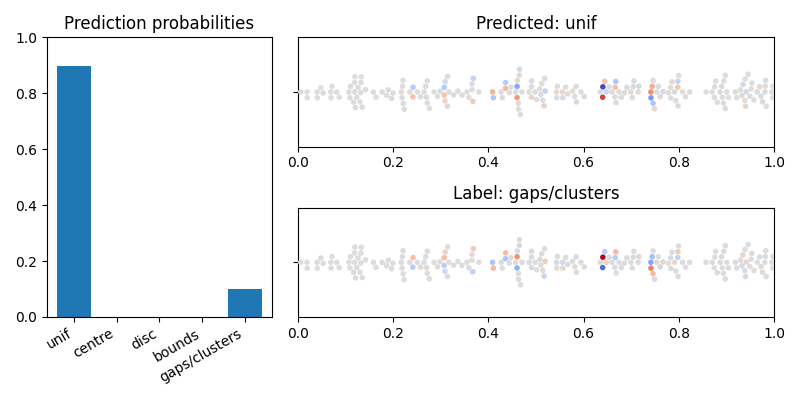 Prediction probabilities
1.0
0.8
0.6
0.4
0.2
0.0
unif
centre
disc
bounds
gaps/clusters
Predicted: unif
0.0 0.2 0.4 0.6 0.8 1.0
Label: gaps/clusters
0.0 0.2 0.4 0.6 0.8 1.0